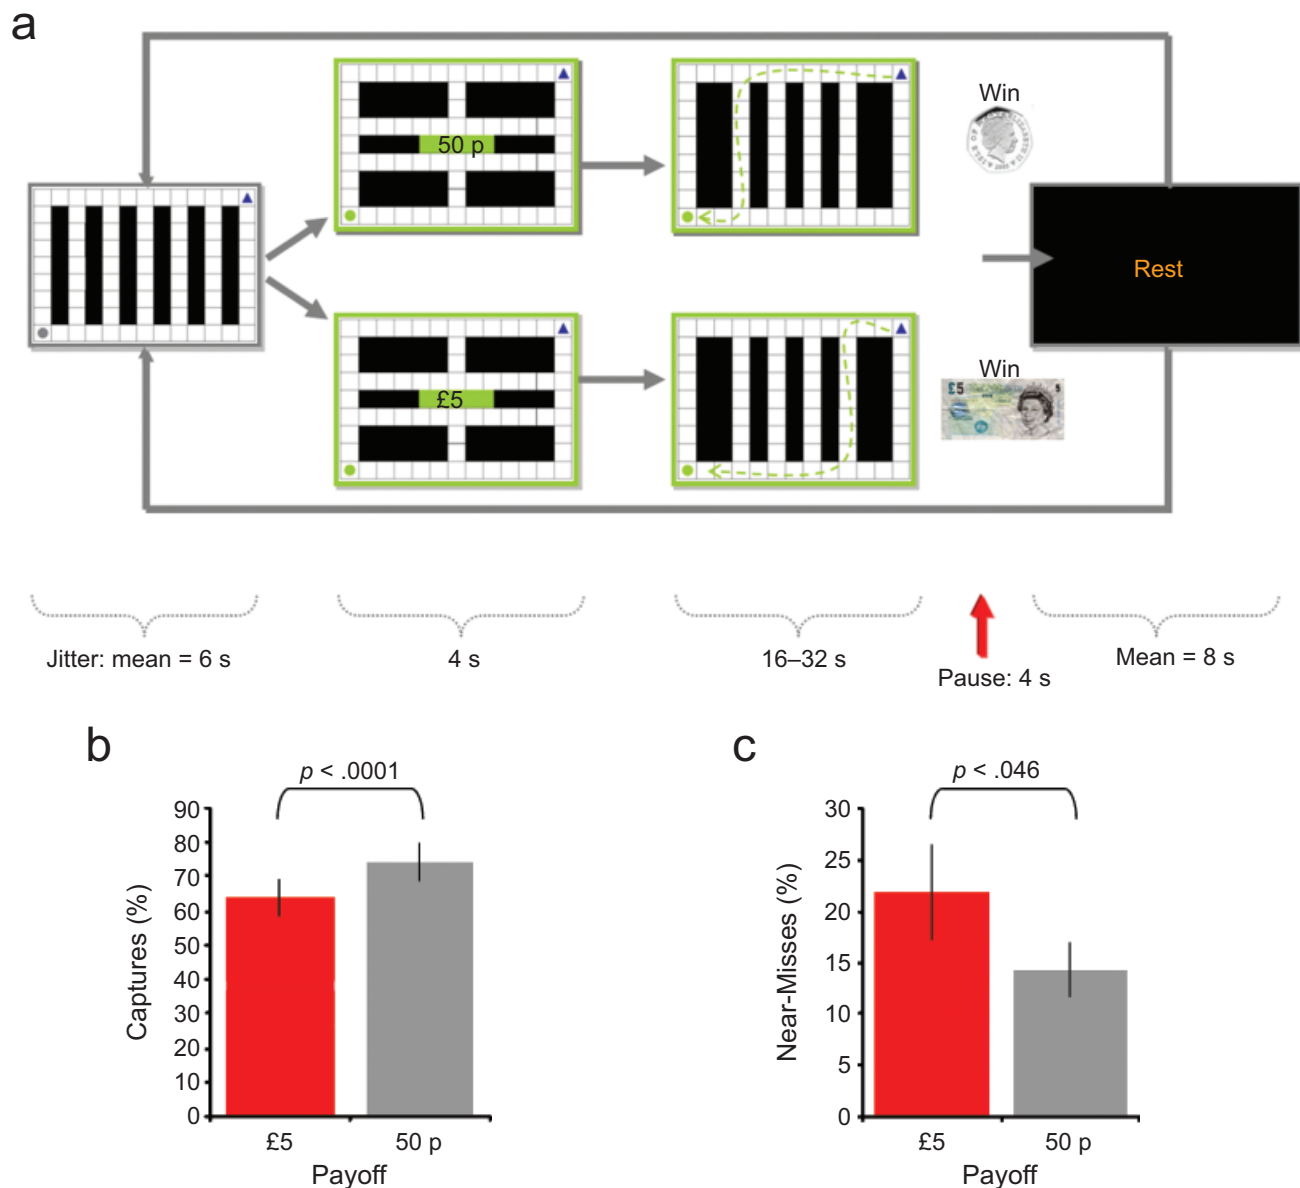 a
Win
50 p
Rest
Win
£5
£5
5
Jitter: mean = 6 s
4 s
16–32 s
Pause: 4 s
Mean = 8 s
b
p < .0001
Captures (%)
90
80
70
60
50
40
30
20
10
0
£5
50 p
Payoff
c
p < .046
Near-Misses (%)
30
25
20
15
10
5
0
£5
50 p
Payoff